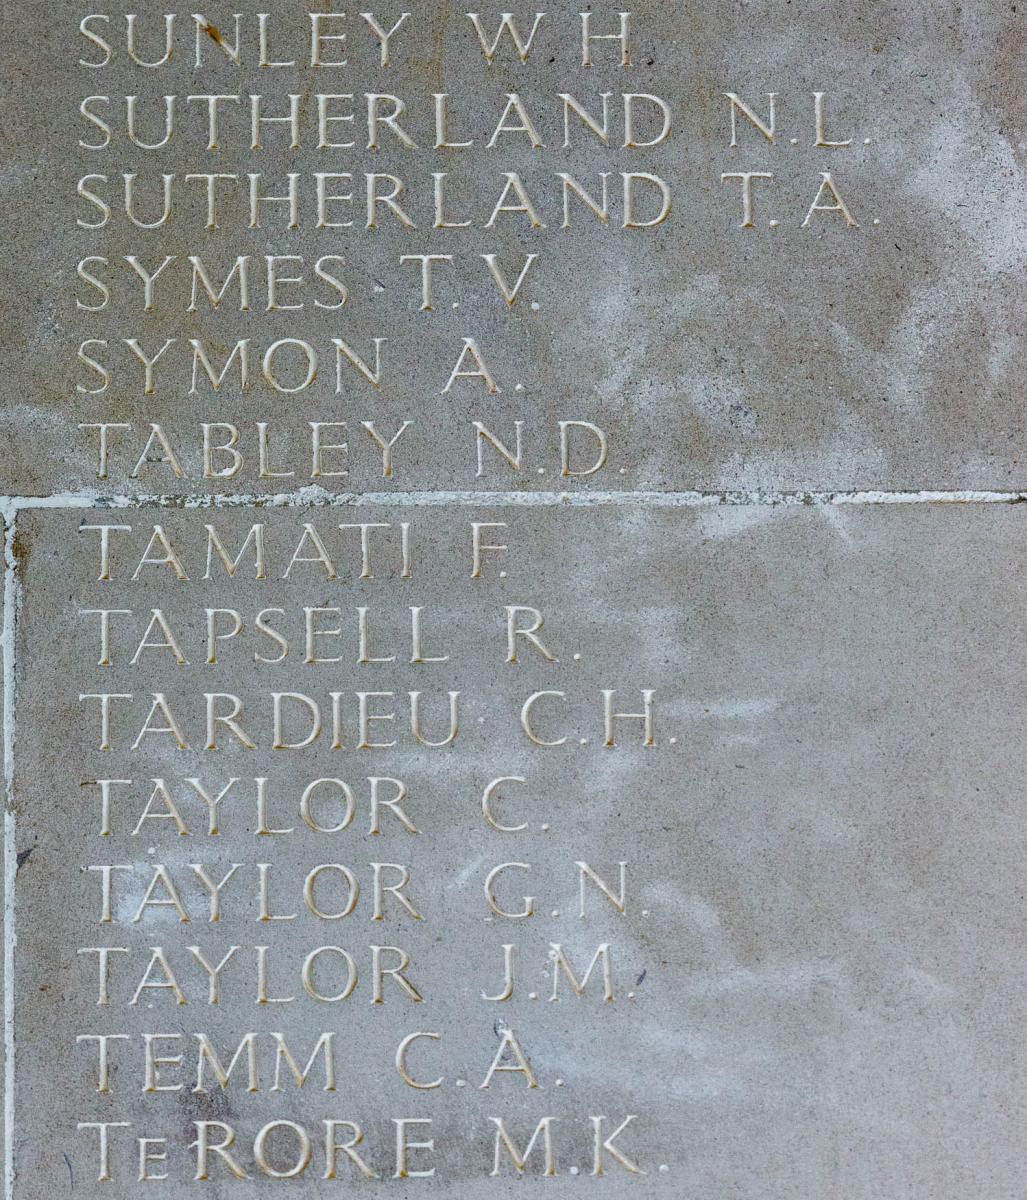 SUNLEY W.H.
SUTHERLAND N.L.
SUTHERLAND T.A.
SYMES T.V.
SYMON A.
TABLEY N.D.
TAMATI F.
TAPSELL R.
TARDIEU C.H.
TAYLOR C.
TAYLOR G.N.
TAYLOR J.M.
TEMM C.A.
TeRORE M.K.